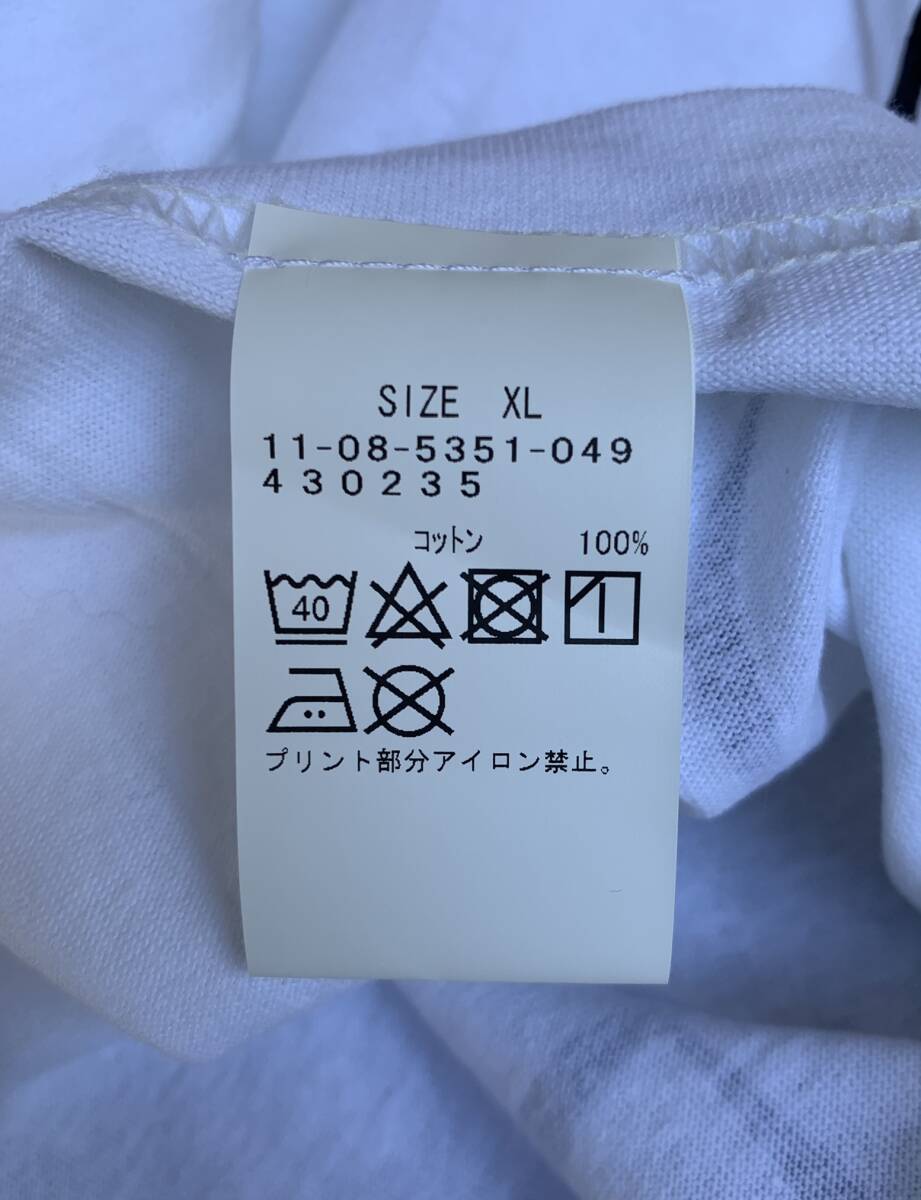 SIZE XL
11-08-5351-049
430235
コットン 100%
40
プリント部分アイロン禁止。